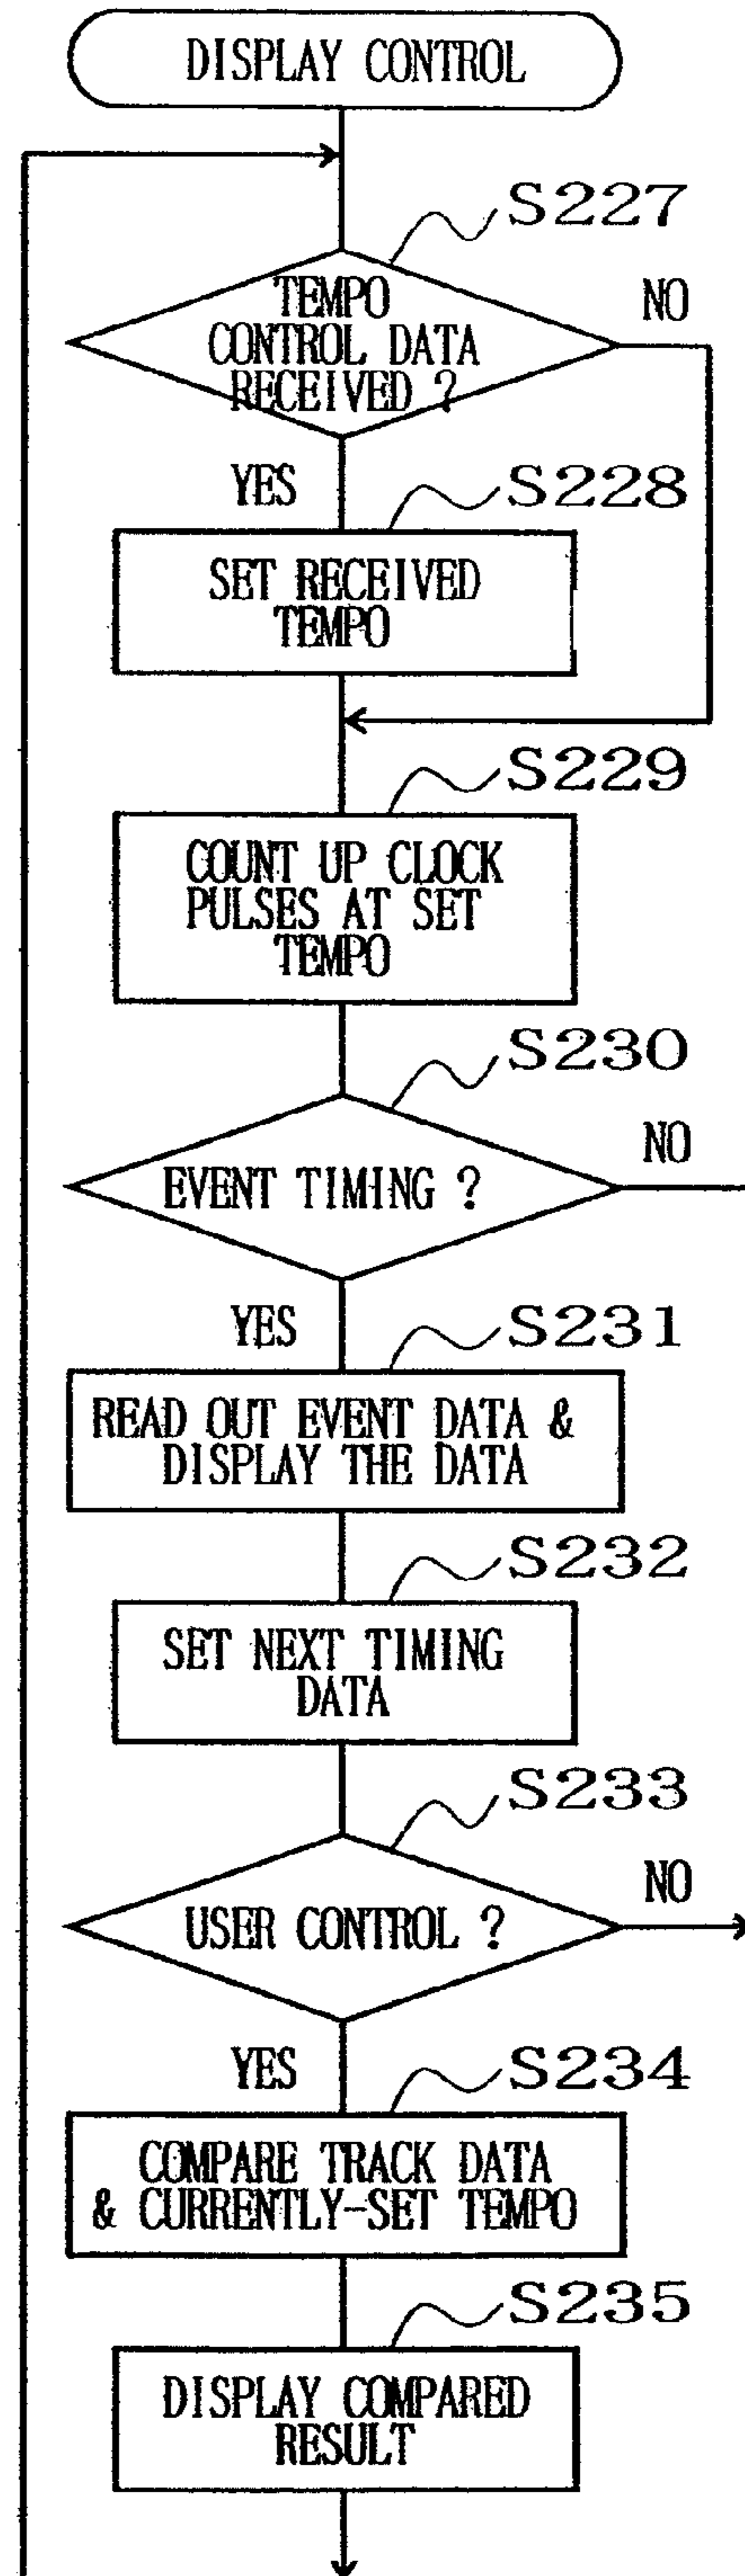 DISPLAY CONTROL
S227
TEMPO
CONTROL DATA
RECEIVED ?
NO
YES
S228
SET RECEIVED
TEMPO
S229
COUNT UP CLOCK
PULSES AT SET
TEMPO
S230
EVENT TIMING ?
NO
YES
S231
READ OUT EVENT DATA &
DISPLAY THE DATA
S232
SET NEXT TIMING
DATA
S233
USER CONTROL ?
NO
YES
S234
COMPARE TRACK DATA
& CURRENTLY-SET TEMPO
S235
DISPLAY COMPARED
RESULT